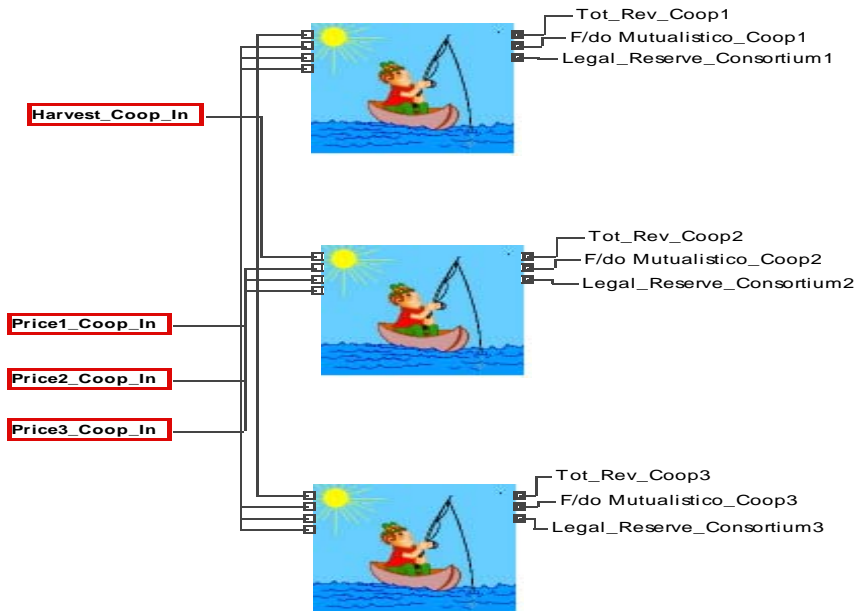 Tot_Rev_Coop1
F/do Mutualistico_Coop1
Legal_Reserve_Consortium1
Harvest_Coop_In
Tot_Rev_Coop2
F/do Mutualistico_Coop2
Legal_Reserve_Consortium2
Price1_Coop_In
Price2_Coop_In
Price3_Coop_In
Tot_Rev_Coop3
F/do Mutualistico_Coop3
Legal_Reserve_Consortium3